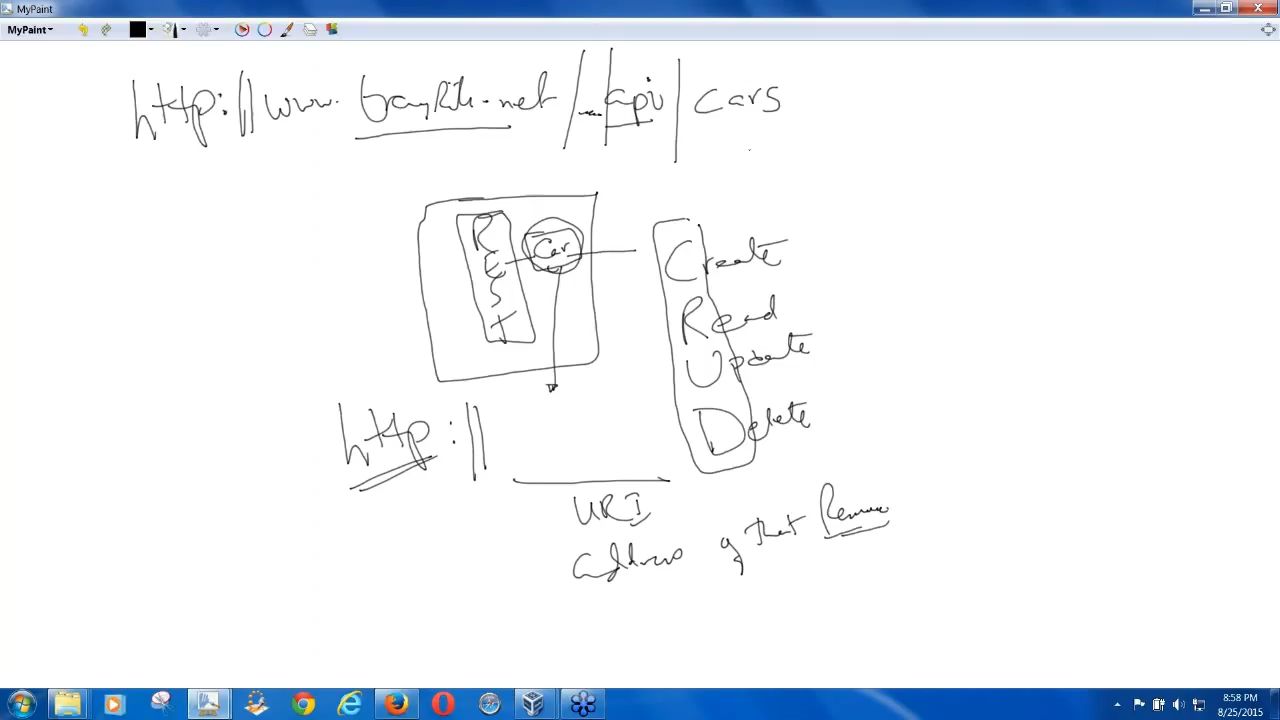 MyPaint
MyPaint
http://www. .net/...api/cars
REST
Car
Create
Read
Update
Delete
http://
URI
address of that
8:58 PM
8/25/2015